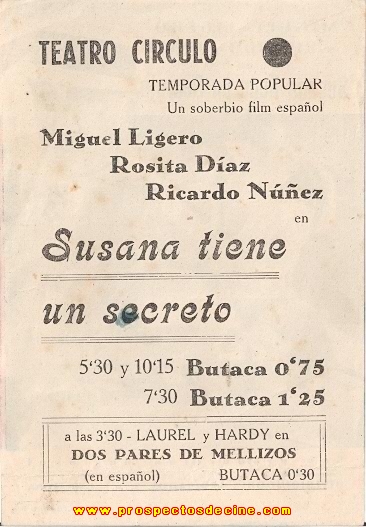 TEATRO CIRCULO
TEMPORADA POPULAR
Un soberbio film español
Miguel Ligero
Rosita Díaz
Ricardo Núñez
en
Susana tiene
un secreto
5'30 y 10'15 Butaca 0'75
7'30 Butaca 1'25
a las 3'30 - LAUREL y HARDY en
DOS PARES DE MELLIZOS
(en español) BUTACA 0'30
www.prospectosdecine.com